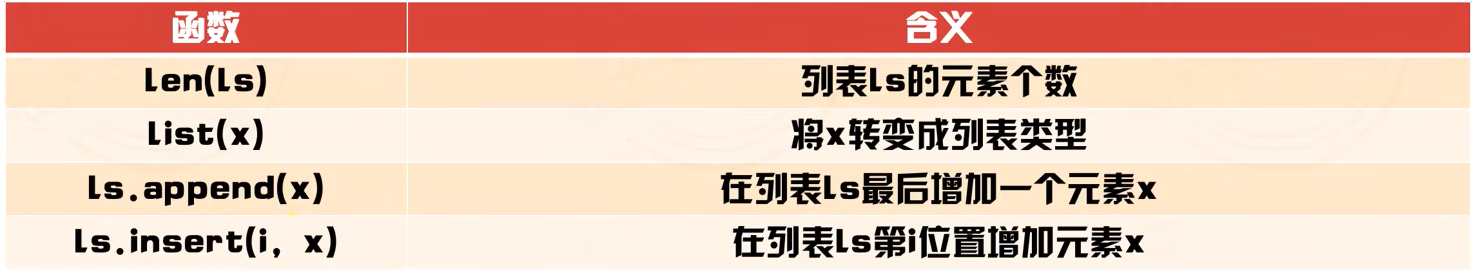 函数 含义
len(ls) 列表ls的元素个数
list(x) 将x转变成列表类型
ls.append(x) 在列表ls最后增加一个元素x
ls.insert(i, x) 在列表ls第i位置增加元素x